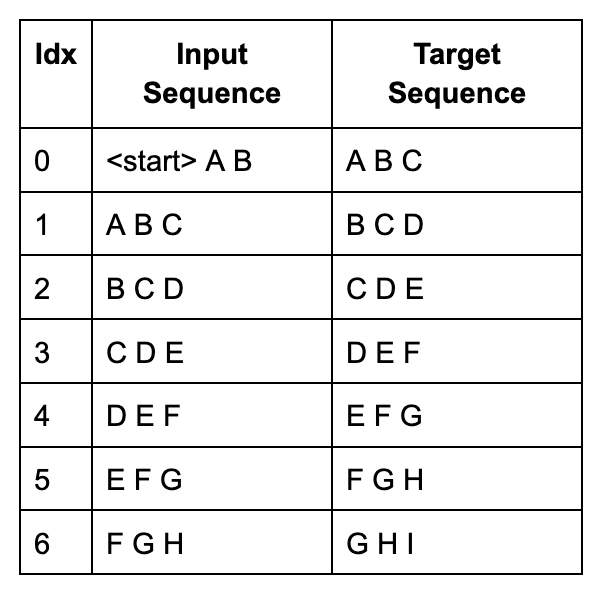 Idx Input Sequence Target Sequence
0 <start> A B A B C
1 A B C B C D
2 B C D C D E
3 C D E D E F
4 D E F E F G
5 E F G F G H
6 F G H G H I